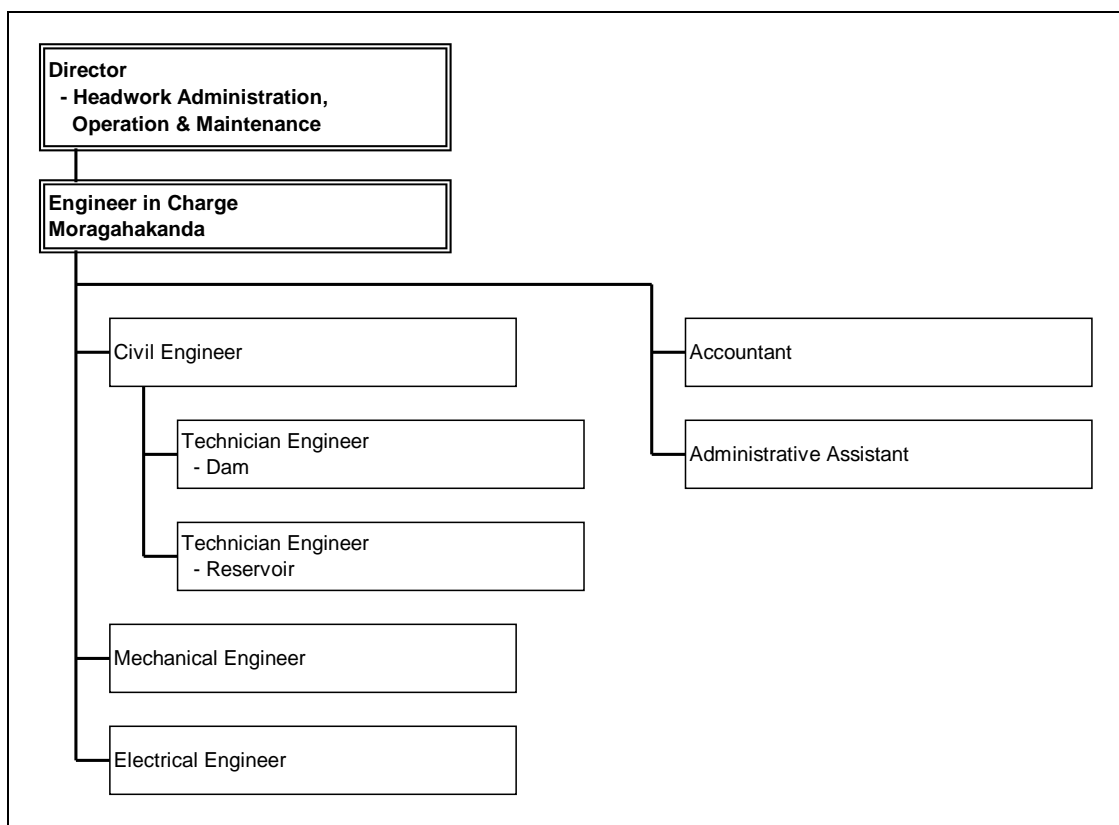 Director
- Headwork Administration,
Operation & Maintenance
Engineer in Charge
Moragahakanda
Civil Engineer
Accountant
Technician Engineer
- Dam
Administrative Assistant
Technician Engineer
- Reservoir
Mechanical Engineer
Electrical Engineer